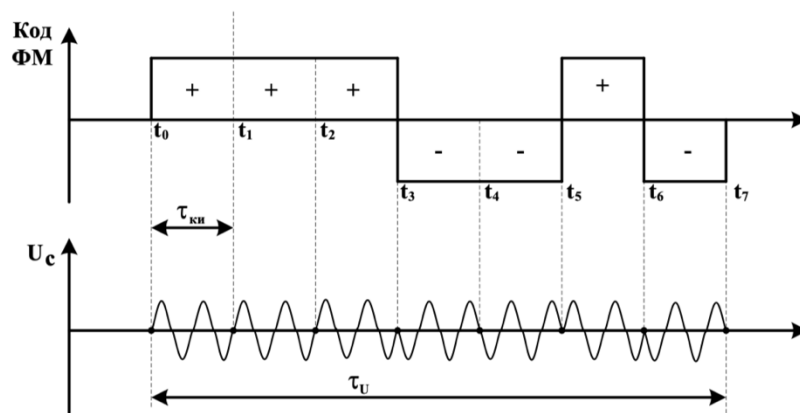 Код
ФМ
+ + + +
t₀ t₁ t₂
- - -
t₃ t₄ t₅ t₆ t₇
τки
Uc
τU